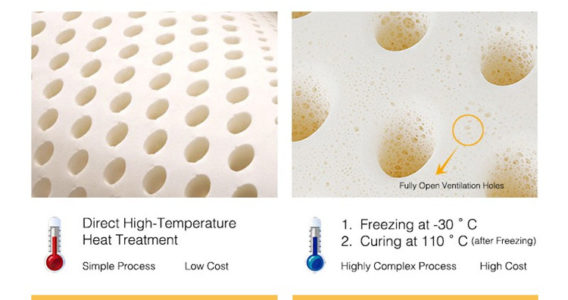 Fully Open Ventilation Holes
Direct High-Temperature
Heat Treatment
Simple Process Low Cost
1. Freezing at -30 ˚ C
2. Curing at 110 ˚ C (after Freezing)
Highly Complex Process High Cost